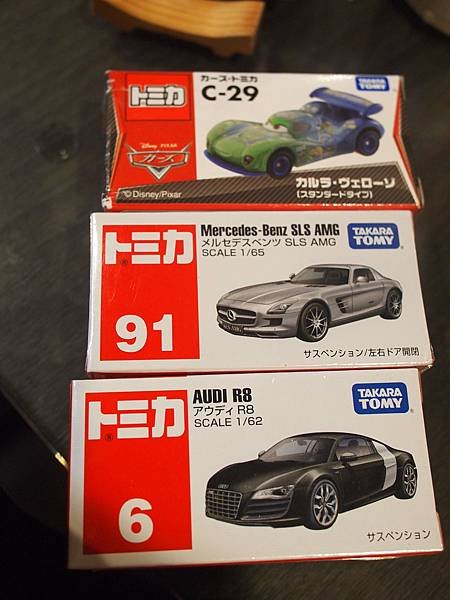 トミカ
カーズ・トミカ
C-29
TAKARA
TOMY
Disney PIXAR
カーズ
©Disney/Pixar
カルラ・ヴェローソ
(スタンダードタイプ)
トミカ®
91
Mercedes-Benz SLS AMG
メルセデスベンツ SLS AMG
SCALE 1/65
TAKARA
TOMY
サスペンション/左右ドア開閉
トミカ®
6
AUDI R8
アウディ R8
SCALE 1/62
TAKARA
TOMY
サスペンション